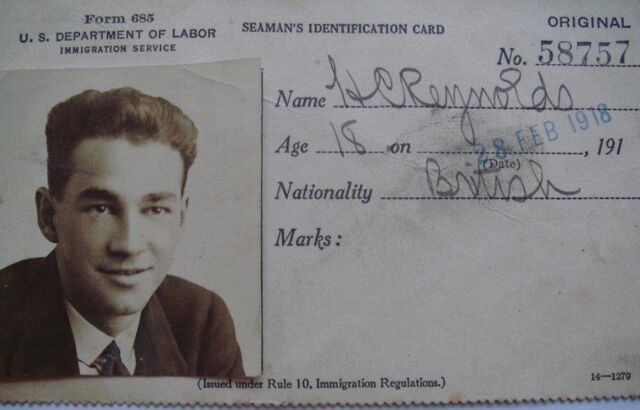 Form 685
U. S. DEPARTMENT OF LABOR
IMMIGRATION SERVICE
SEAMAN'S IDENTIFICATION CARD
ORIGINAL
No. 58757
Name H C Reynolds
Age 18 on 28 FEB 1918, 191
(Date)
Nationality British
Marks:
(Issued under Rule 10, Immigration Regulations.)
14—1279